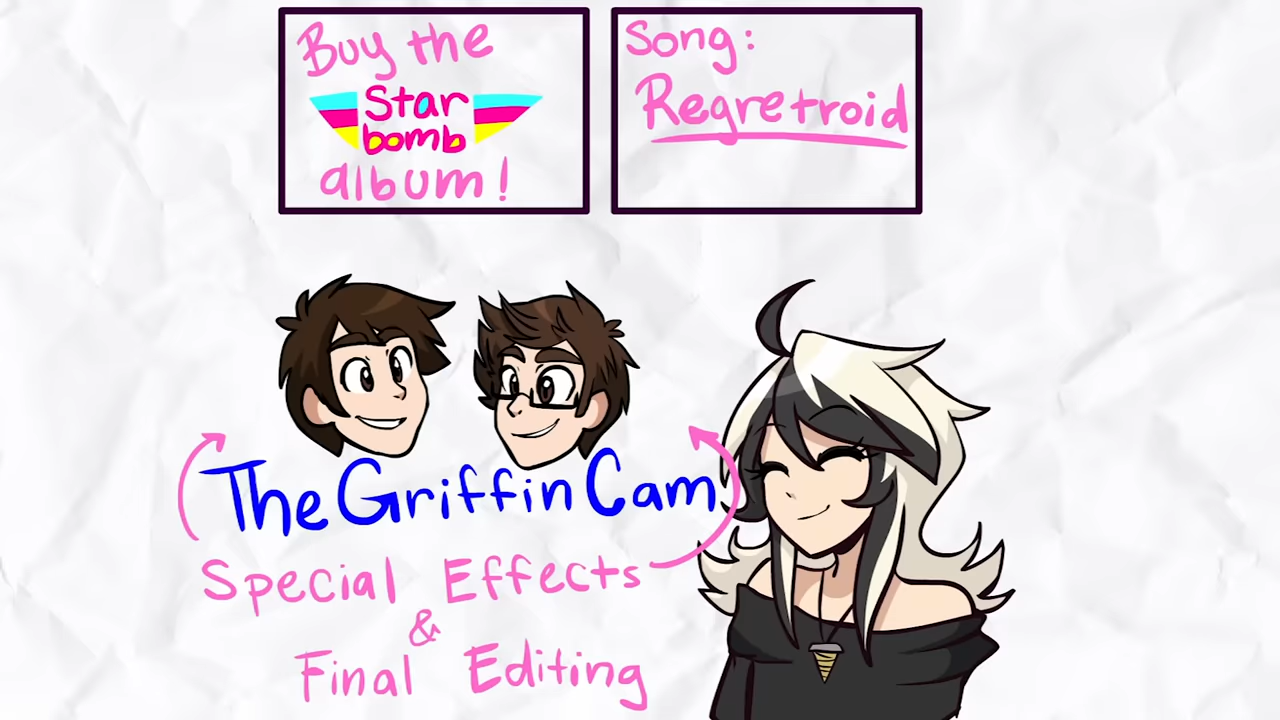 Buy the
Star
bomb
album!
Song:
Regretroid
The Griffin Cam
Special Effects
&
Final Editing